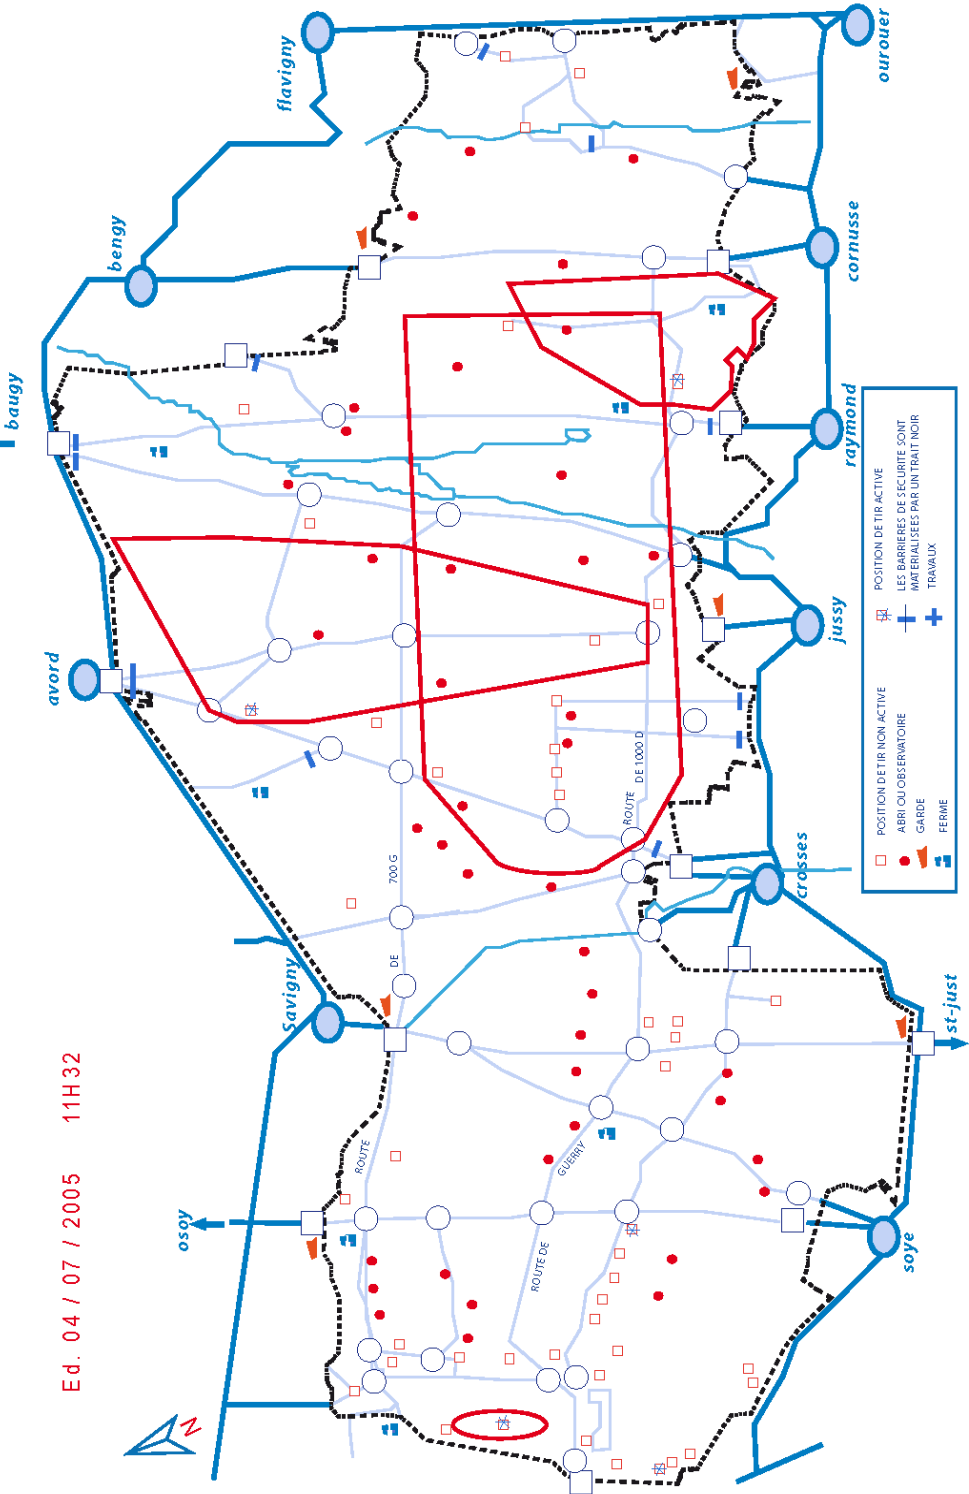 Ed. 04 / 07 / 2005 11H32
N
osoy
Savigny
avord
baugy
bengy
flavigny
ourouer
cornusse
raymond
jussy
crosses
st-just
soye
ROUTE
DE
700 G
ROUTE DE
GUERRY
ROUTE
DE 1000 D
POSITION DE TIR NON ACTIVE
ABRI OU OBSERVATOIRE
GARDE
FERME
POSITION DE TIR ACTIVE
LES BARRIERES DE SECURITE SONT
MATERIALISEES PAR UN TRAIT NOIR
TRAVAUX